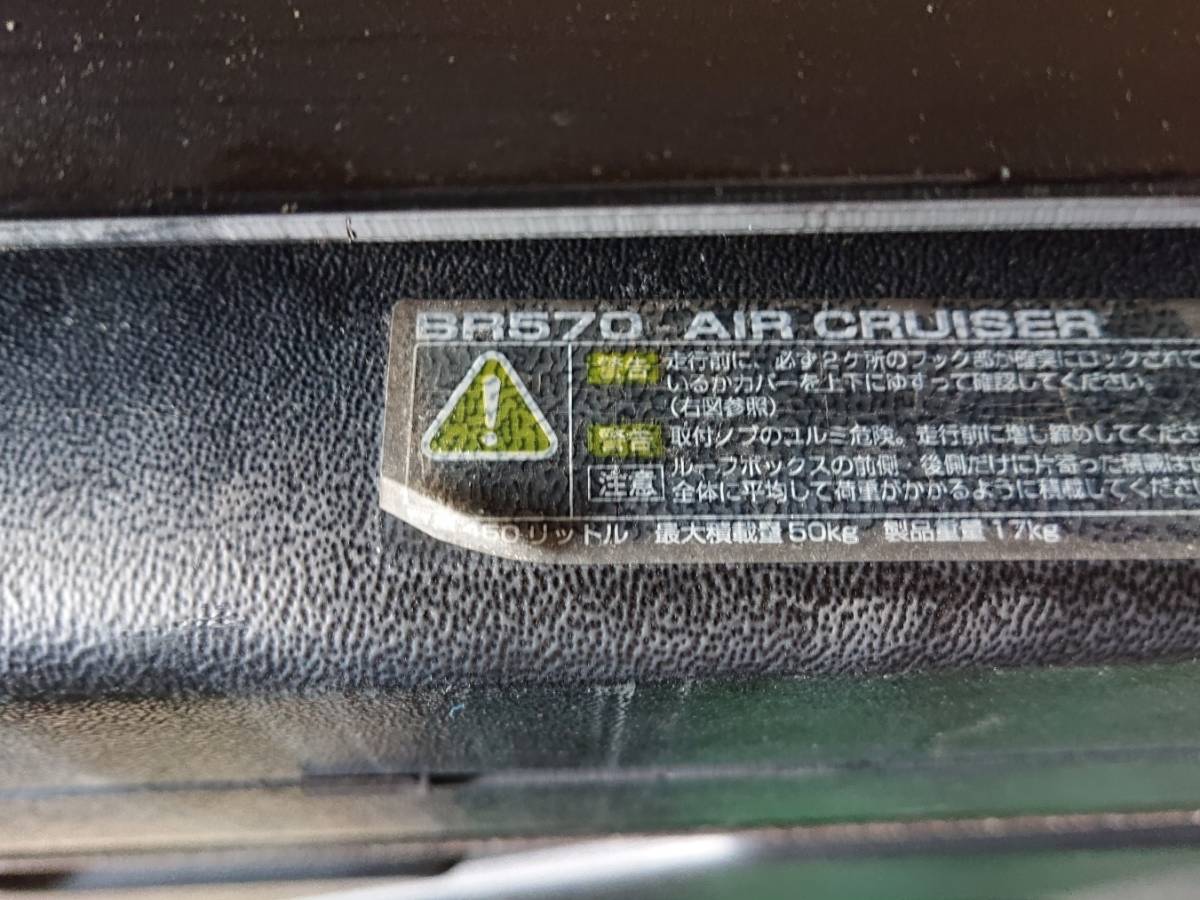 BR570 AIR CRUISER
警告 走行前に、必ず2ケ所のフック部が確実にロックされて
いるかカバーを上下にゆすって確認してください。
(右図参照)
警告 取付ノブのユルミ危険。走行前に増し締めしてくださ
注意 ルーフボックスの前側・後側だけに片寄った積載は
全体に平均して荷重がかかるように積載してくださ
460リットル 最大積載量50kg 製品重量17kg